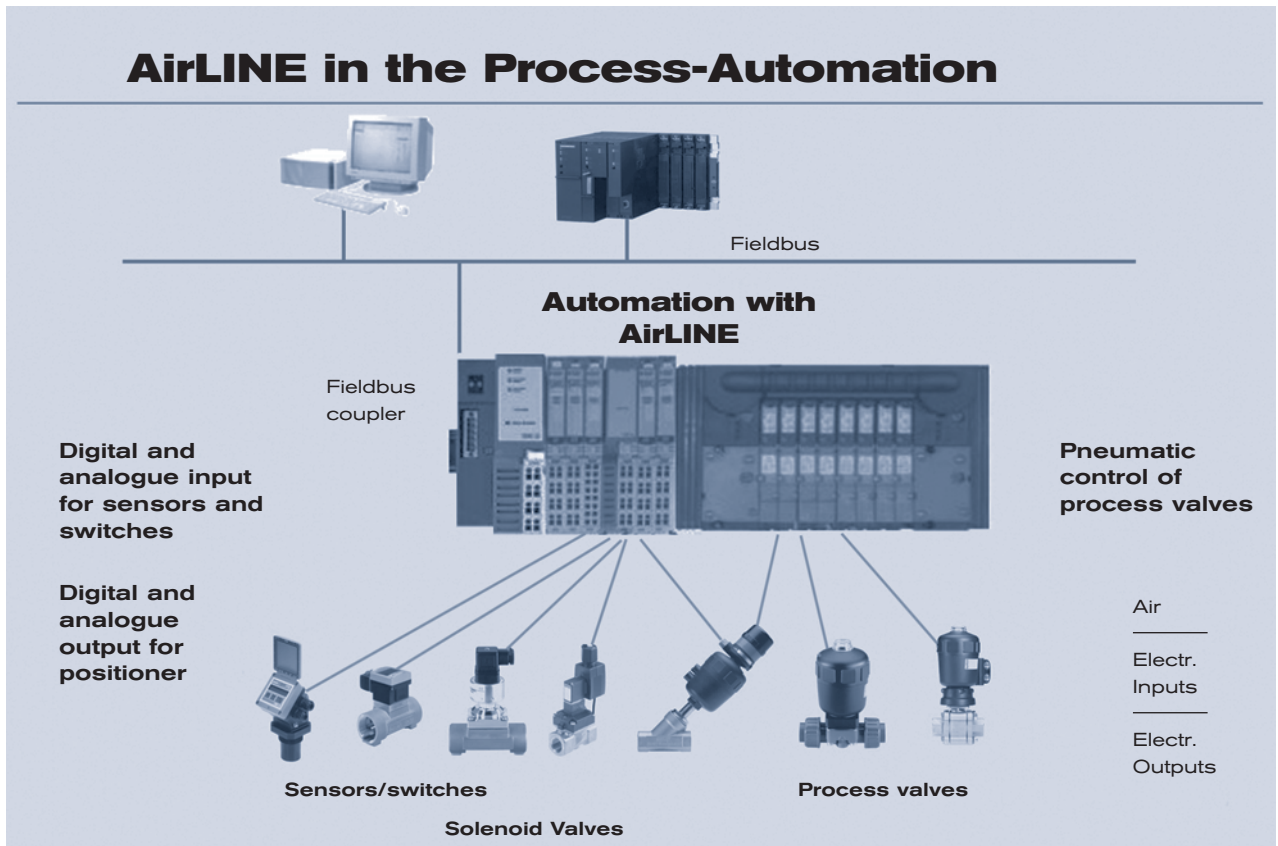 AirLINE in the Process-Automation
Fieldbus
Automation with
AirLINE
Fieldbus
coupler
Digital and
analogue input
for sensors and
switches
Pneumatic
control of
process valves
Digital and
analogue
output for
positioner
Air
Electr.
Inputs
Electr.
Outputs
Sensors/switches
Process valves
Solenoid Valves